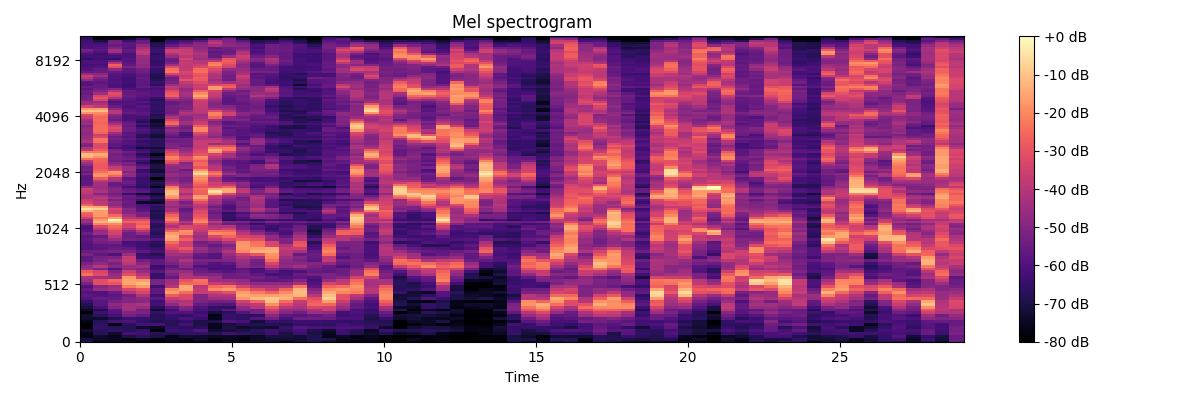 Mel spectrogram
Hz
8192
4096
2048
1024
512
0
0 5 10 15 20 25
Time
+0 dB
-10 dB
-20 dB
-30 dB
-40 dB
-50 dB
-60 dB
-70 dB
-80 dB